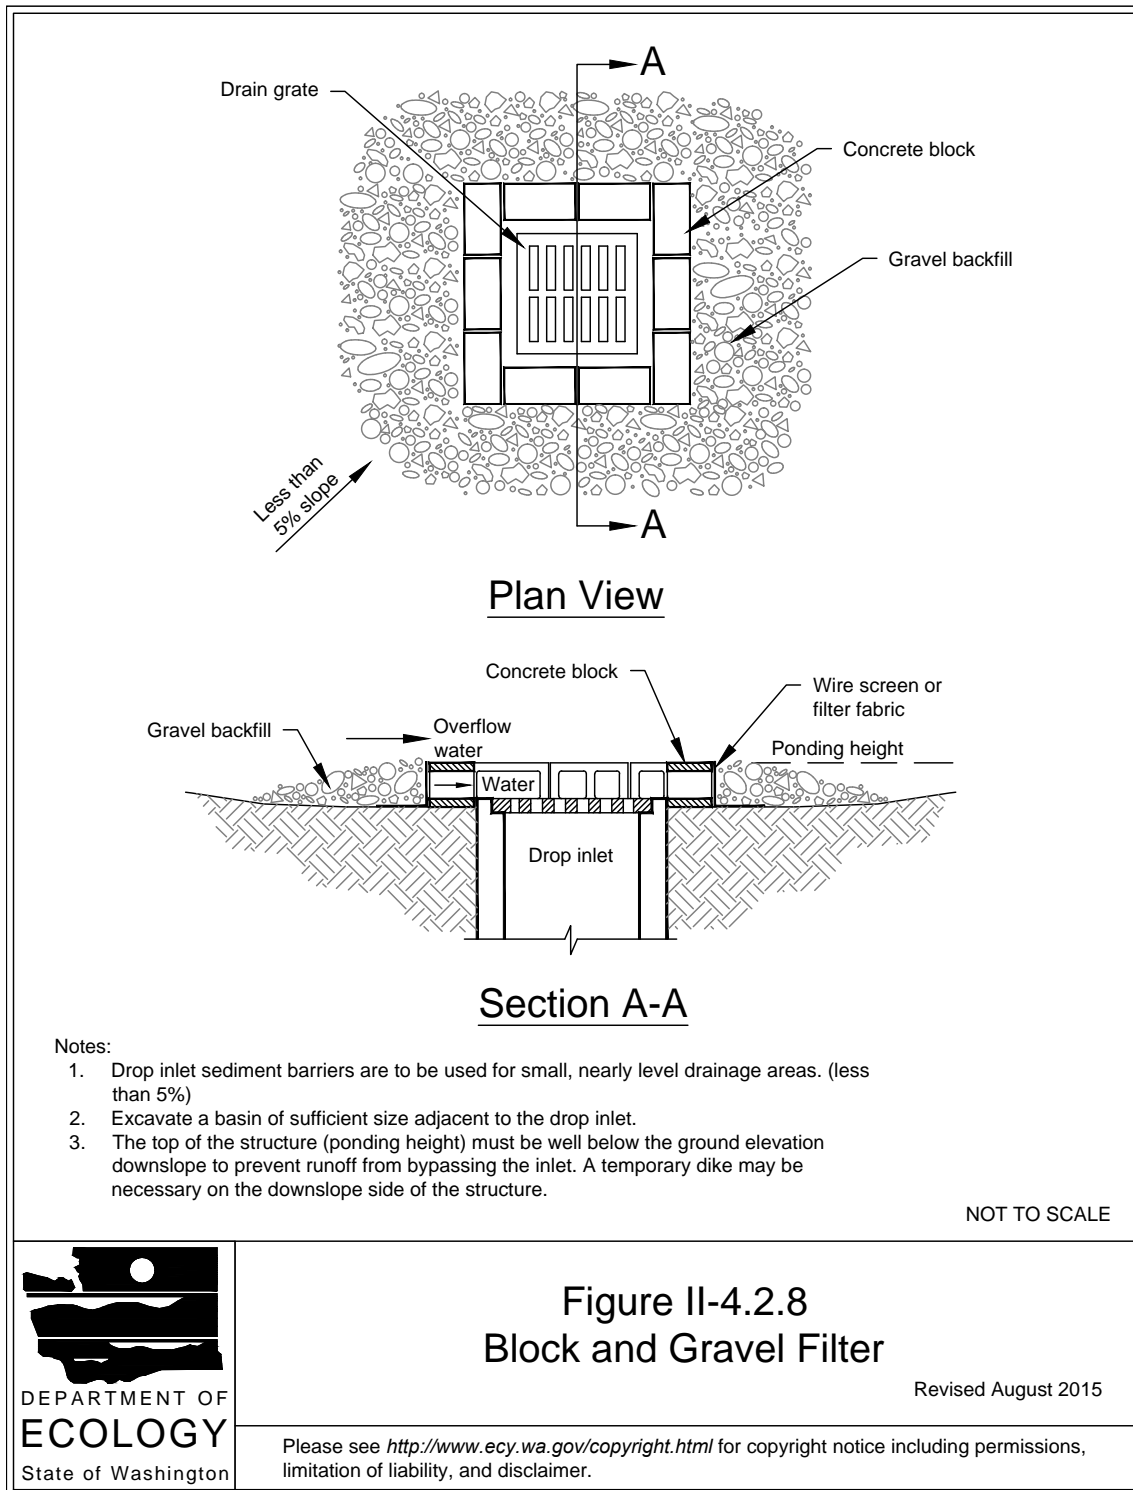 A
Drain grate
Concrete block
Gravel backfill
Less than
5% slope
A
Plan View
Concrete block
Wire screen or
filter fabric
Gravel backfill
Overflow
water
Ponding height
Water
Drop inlet
Section A-A
Notes:
1. Drop inlet sediment barriers are to be used for small, nearly level drainage areas. (less
than 5%)
2. Excavate a basin of sufficient size adjacent to the drop inlet.
3. The top of the structure (ponding height) must be well below the ground elevation
downslope to prevent runoff from bypassing the inlet. A temporary dike may be
necessary on the downslope side of the structure.
NOT TO SCALE
DEPARTMENT OF
ECOLOGY
State of Washington
Figure II-4.2.8
Block and Gravel Filter
Revised August 2015
Please see http://www.ecy.wa.gov/copyright.html for copyright notice including permissions,
limitation of liability, and disclaimer.